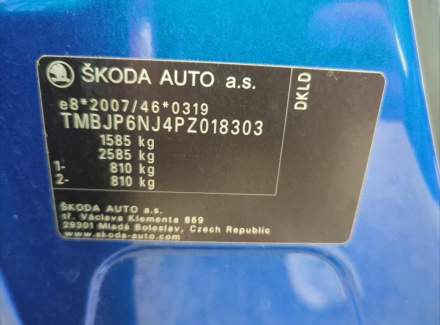 ŠKODA AUTO a.s.
e8*2007/46*0319
TMBJP6NJ4PZ018303
1585 kg
2585 kg
1- 810 kg
2- 810 kg
DKLD
ŠKODA AUTO a.s.
tř. Václava Klementa 869
29301 Mladá Boleslav, Czech Republic
www.skoda-auto.com